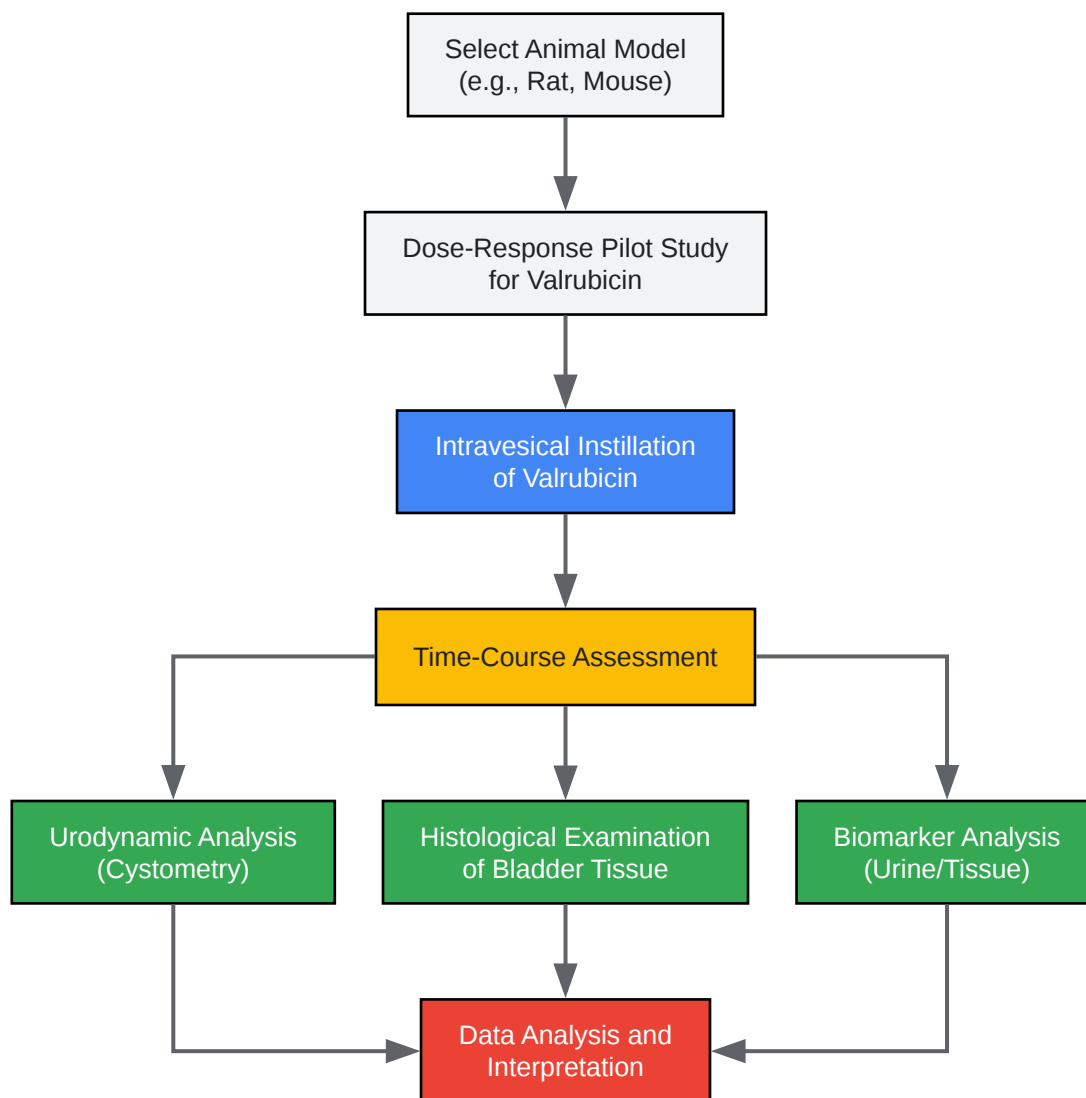 Select Animal Model
(e.g., Rat, Mouse)
Dose-Response Pilot Study
for Valrubicin
Intravesical Instillation
of Valrubicin
Time-Course Assessment
Urodynamic Analysis
(Cystometry)
Histological Examination
of Bladder Tissue
Biomarker Analysis
(Urine/Tissue)
Data Analysis and
Interpretation